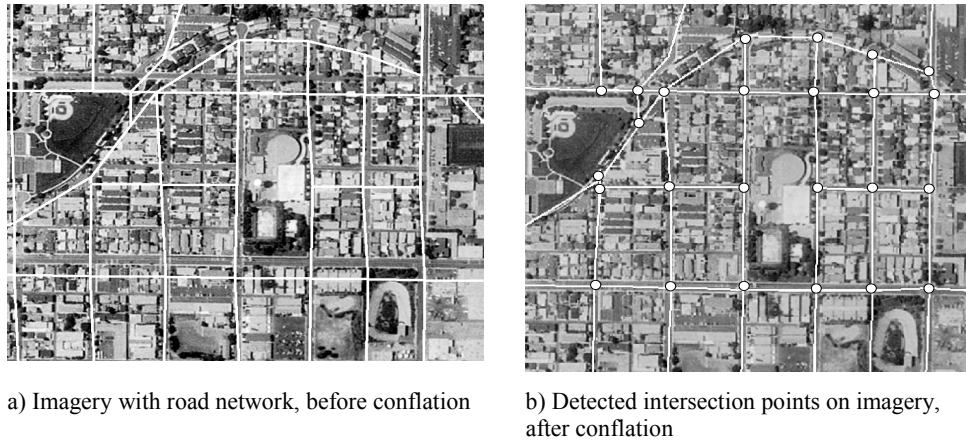 a) Imagery with road network, before conflation
b) Detected intersection points on imagery,
after conflation